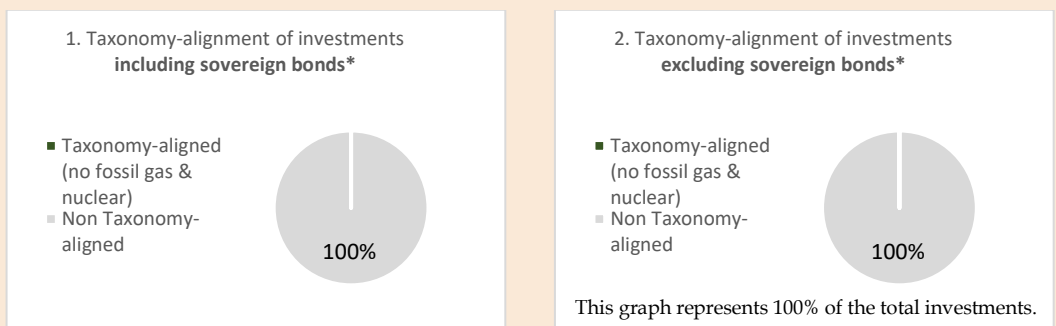 1. Taxonomy-alignment of investments
including sovereign bonds*
Taxonomy-aligned
(no fossil gas &
nuclear)
Non Taxonomy-
aligned
100%
2. Taxonomy-alignment of investments
excluding sovereign bonds*
Taxonomy-aligned
(no fossil gas &
nuclear)
Non Taxonomy-
aligned
100%
This graph represents 100% of the total investments.